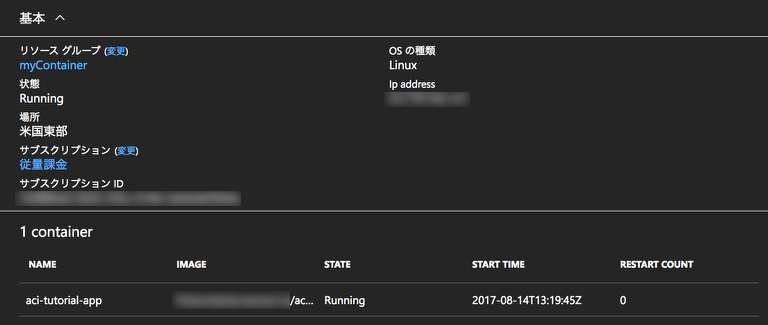 基本
リソース グループ (変更)
myContainer
状態
Running
場所
米国東部
サブスクリプション (変更)
従量課金
サブスクリプション ID
OS の種類
Linux
Ip address
1 container
NAME IMAGE STATE START TIME RESTART COUNT
aci-tutorial-app /ac... Running 2017-08-14T13:19:45Z 0